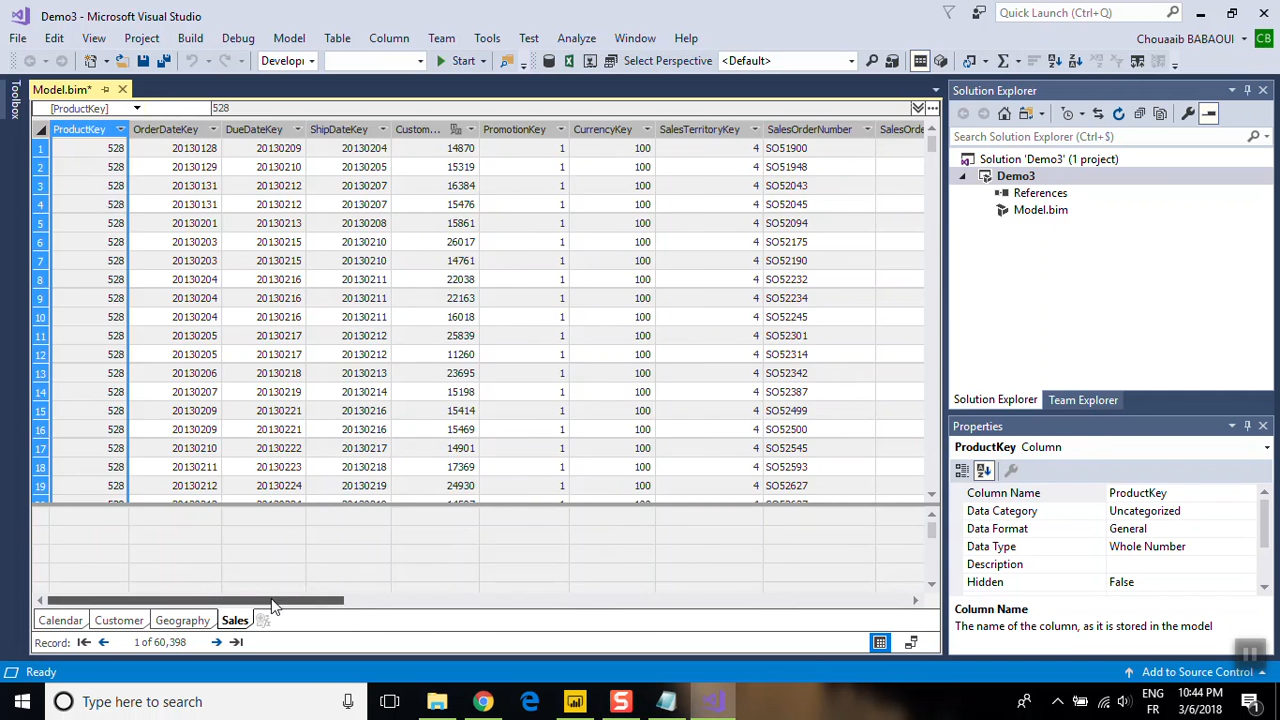 Demo3 - Microsoft Visual Studio
Quick Launch (Ctrl+Q)
File Edit View Project Build Debug Model Table Column Team Tools Test Analyze Window Help
Chouaaib BABAOUI CB
Developi Start Select Perspective <Default>
Toolbox
Model.bim*
[ProductKey] 528
ProductKey OrderDateKey DueDateKey ShipDateKey Custom... PromotionKey CurrencyKey SalesTerritoryKey SalesOrderNumber SalesOrde
1 528 20130128 20130209 20130204 14870 1 100 4 SO51900
2 528 20130129 20130210 20130205 15319 1 100 4 SO51948
3 528 20130131 20130212 20130207 16384 1 100 4 SO52043
4 528 20130131 20130212 20130207 15476 1 100 4 SO52045
5 528 20130201 20130213 20130208 15861 1 100 4 SO52094
6 528 20130203 20130215 20130210 26017 1 100 4 SO52175
7 528 20130203 20130215 20130210 14761 1 100 4 SO52190
8 528 20130204 20130216 20130211 22038 1 100 4 SO52232
9 528 20130204 20130216 20130211 22163 1 100 4 SO52234
10 528 20130204 20130216 20130211 16018 1 100 4 SO52245
11 528 20130205 20130217 20130212 25839 1 100 4 SO52301
12 528 20130205 20130217 20130212 11260 1 100 4 SO52314
13 528 20130206 20130218 20130213 23695 1 100 4 SO52342
14 528 20130207 20130219 20130214 15198 1 100 4 SO52387
15 528 20130209 20130221 20130216 15414 1 100 4 SO52499
16 528 20130209 20130221 20130216 15469 1 100 4 SO52500
17 528 20130210 20130222 20130217 14901 1 100 4 SO52545
18 528 20130211 20130223 20130218 17369 1 100 4 SO52593
19 528 20130212 20130224 20130219 24930 1 100 4 SO52627
Calendar Customer Geography Sales
Record: 1 of 60,398
Solution Explorer
Search Solution Explorer (Ctrl+$)
Solution 'Demo3' (1 project)
Demo3
References
Model.bim
Solution Explorer Team Explorer
Properties
ProductKey Column
Column Name ProductKey
Data Category Uncategorized
Data Format General
Data Type Whole Number
Description
Hidden False
Column Name
The name of the column, as it is stored in the model
Ready
Add to Source Control
Type here to search
ENG 10:44 PM
FR 3/6/2018
1